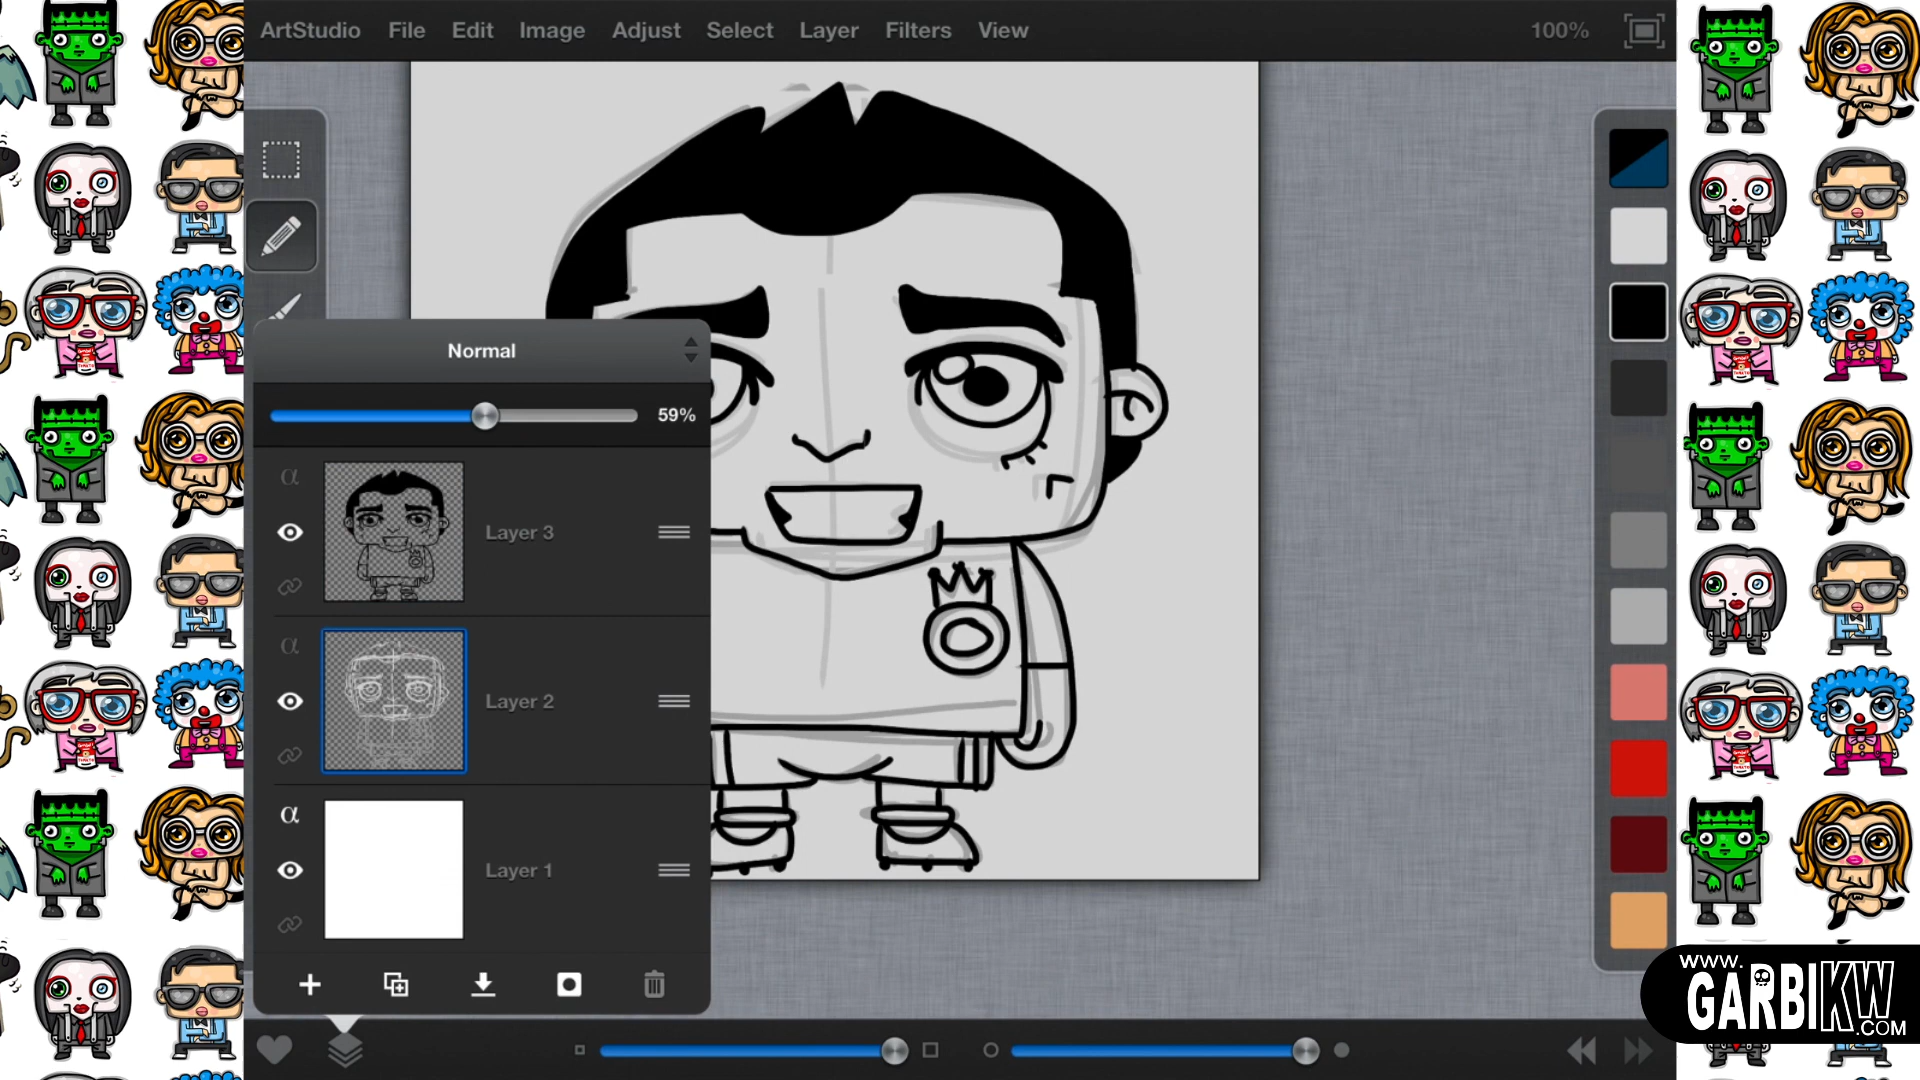 ArtStudio File Edit Image Adjust Select Layer Filters View 100%
Normal
59%
α
Layer 3
α
Layer 2
α
Layer 1
www.
GARBIKW
.COM